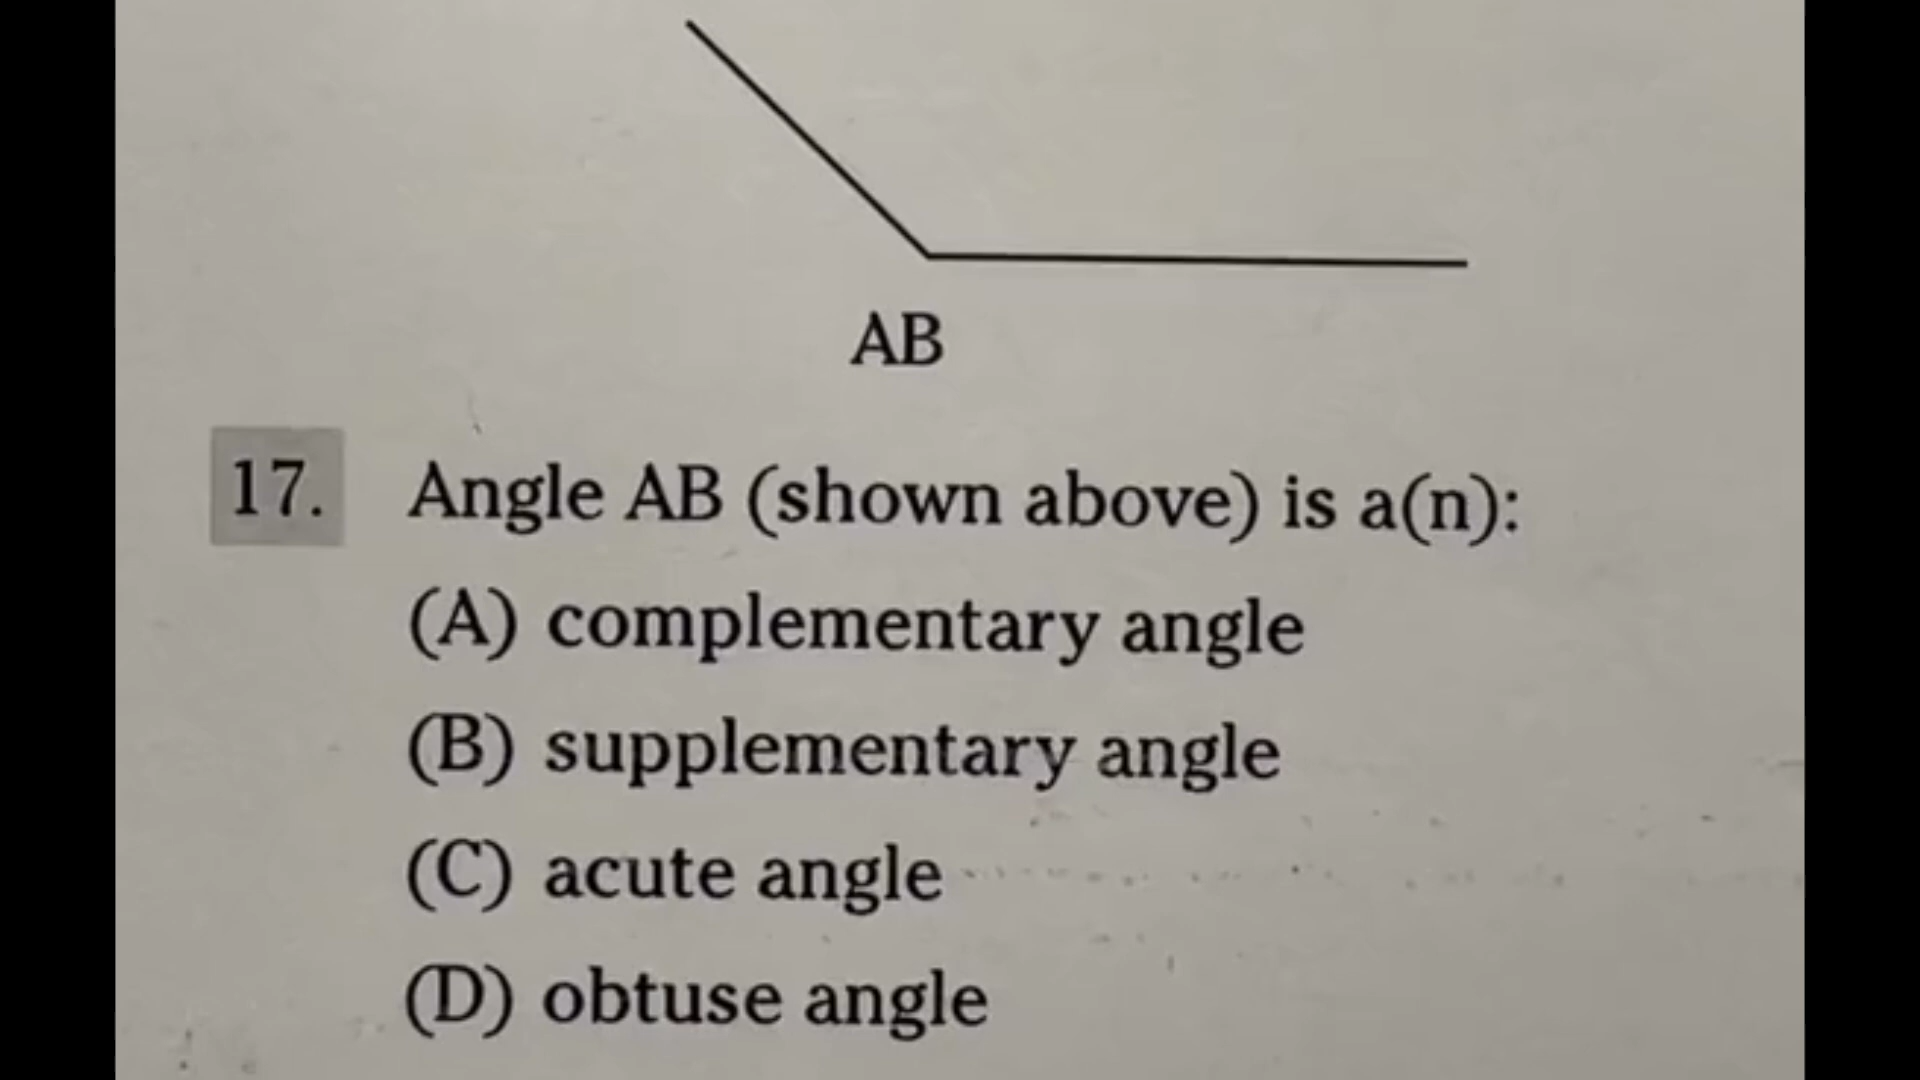 AB
17. Angle AB (shown above) is a(n):
(A) complementary angle
(B) supplementary angle
(C) acute angle
(D) obtuse angle